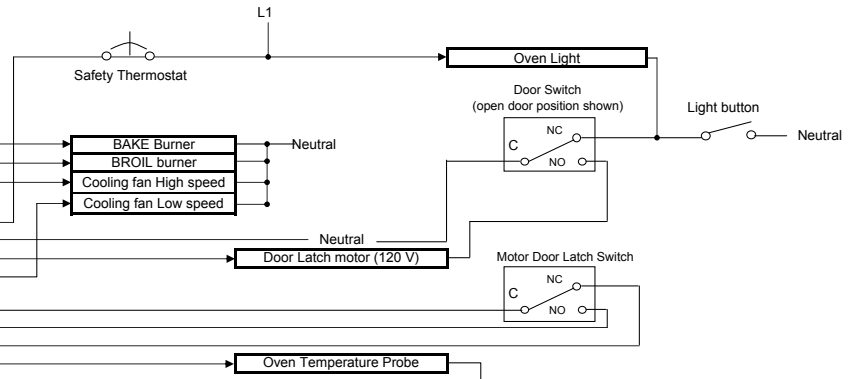 L1
Safety Thermostat
Oven Light
Door Switch
(open door position shown)
Light button
NC
C
NO
Neutral
BAKE Burner
Neutral
BROIL burner
Cooling fan High speed
Cooling fan Low speed
Neutral
Door Latch motor (120 V)
Motor Door Latch Switch
NC
C
NO
Oven Temperature Probe